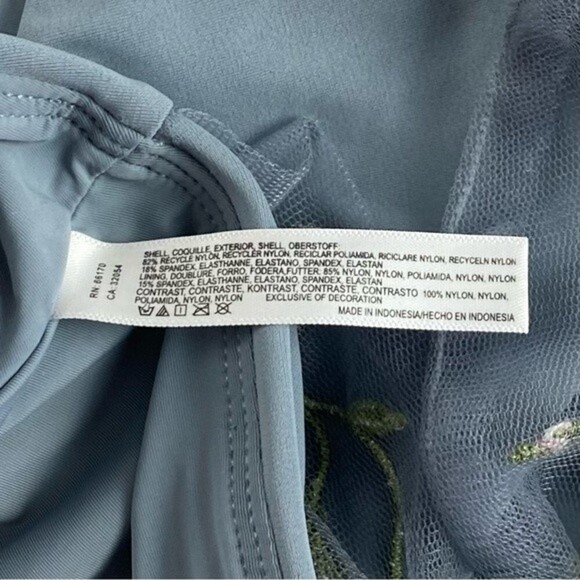 RN: 56170
CA: 32054
SHELL, COQUILLE, EXTERIOR, SHELL, OBERSTOFF:
82% RECYCLE NYLON, RECYCLER NYLON, RECICLAR POLIAMIDA, RICICLARE NYLON, RECYCELN NYLON
18% SPANDEX, ELASTHANNE, ELASTANO, SPANDEX, ELASTAN
LINING, DOUBLURE, FORRO, FODERA,FUTTER: 85% NYLON, NYLON, POLIAMIDA, NYLON, NYLON
15% SPANDEX, ELASTHANNE, ELASTANO, SPANDEX, ELASTAN
CONTRAST, CONTRASTE, KONTRAST, CONTRASTE, CONTRASTO 100% NYLON, NYLON,
POLIAMIDA, NYLON, NYLON
EXCLUSIVE OF DECORATION
MADE IN INDONESIA/HECHO EN INDONESIA